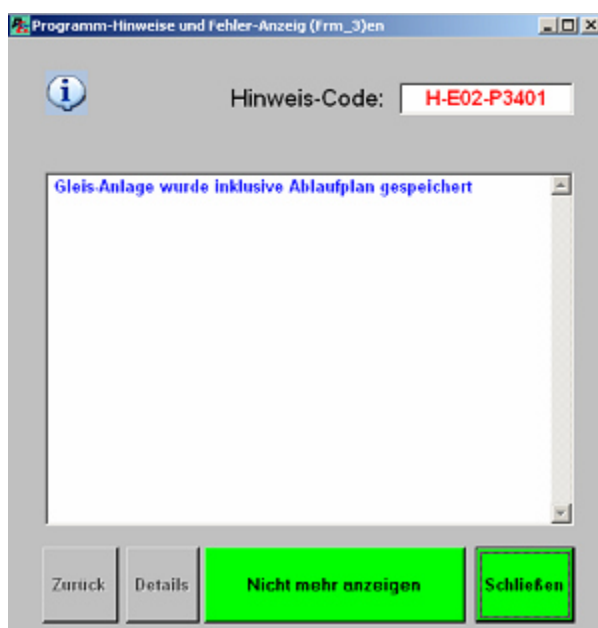 Programm-Hinweise und Fehler-Anzeig (Frm_3)en
Hinweis-Code: H-E02-P3401
Gleis-Anlage wurde inklusive Ablaufplan gespeichert
Zurück Details Nicht mehr anzeigen Schließen